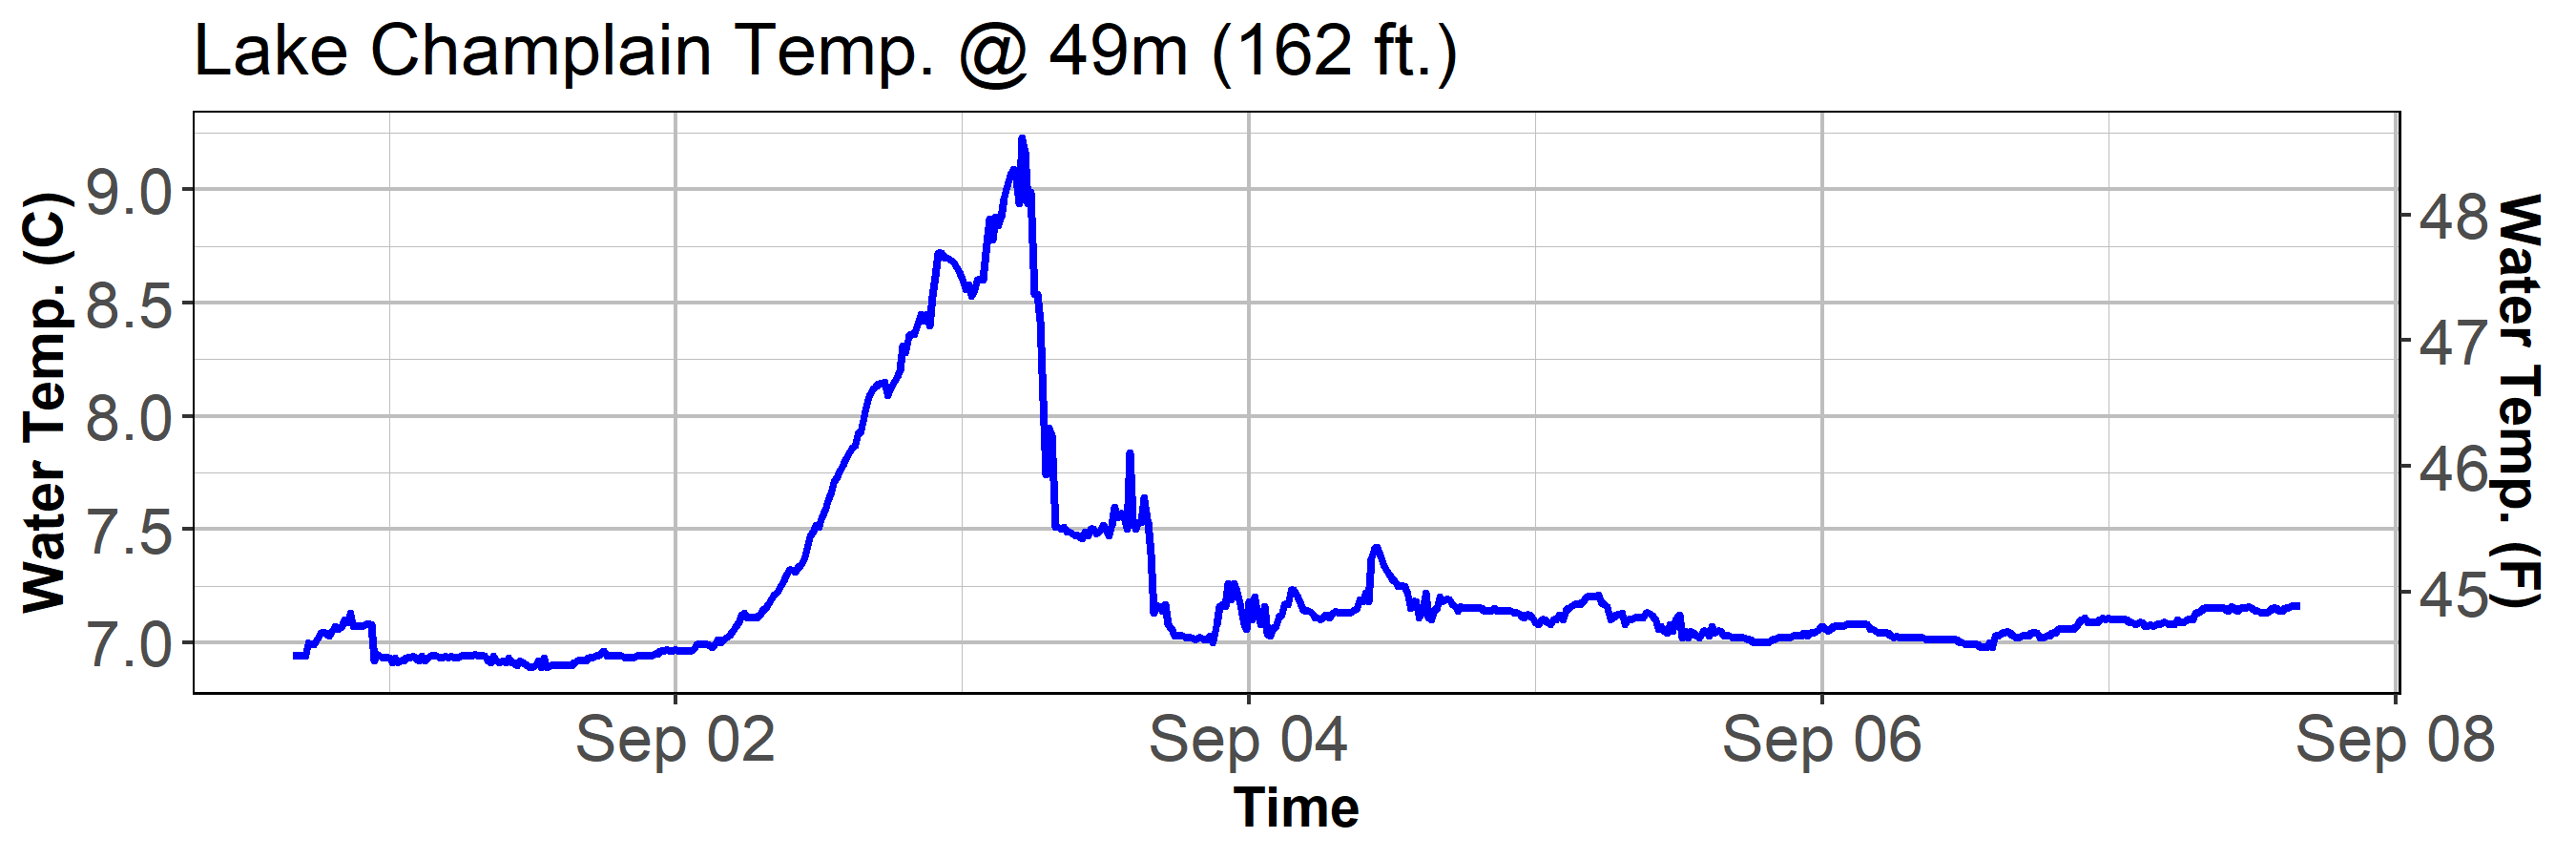 Lake Champlain Temp. @ 49m (162 ft.)
Water Temp. (C)
9.0
8.5
8.0
7.5
7.0
48
47
46
45
Water Temp. (F)
Sep 02 Sep 04 Sep 06 Sep 08
Time